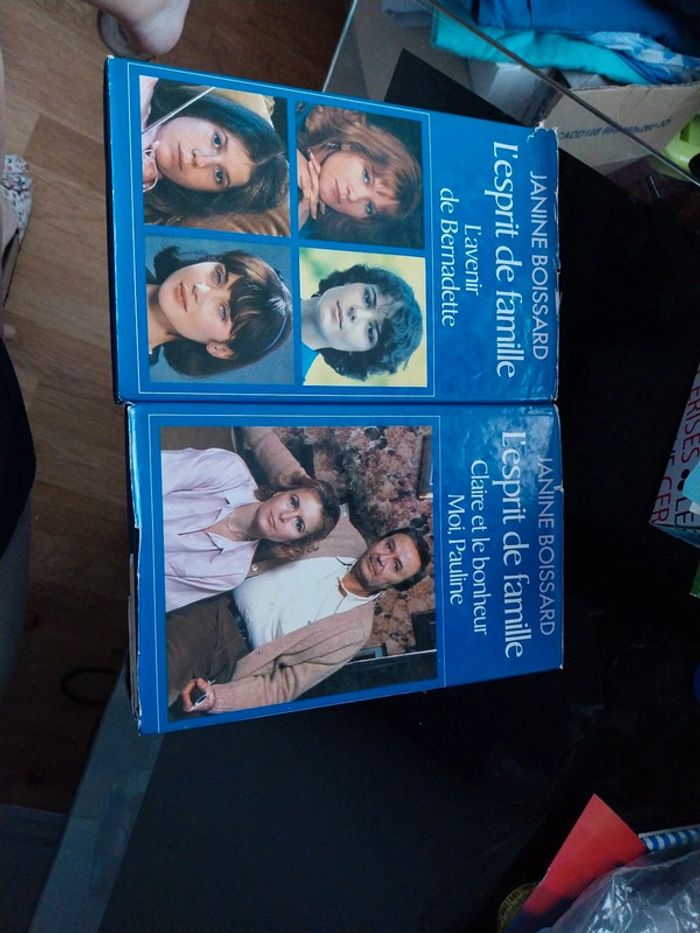 JANINE BOISSARD
L'esprit de famille
L'avenir
de Bernadette
JANINE BOISSARD
L'esprit de famille
Claire et le bonheur
Moi, Pauline